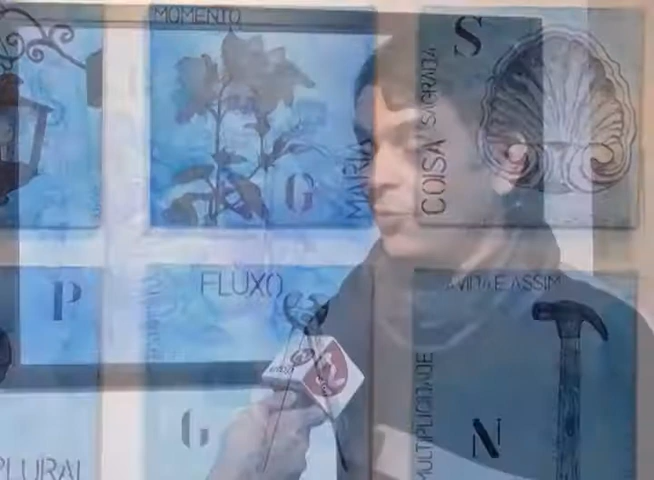 MOMENTO
S
COISA SAGRADA
G
MARIA
P
FLUXO
A VIDA E ASSIM
MULTIPLICIDADE
G
N
PLURAL